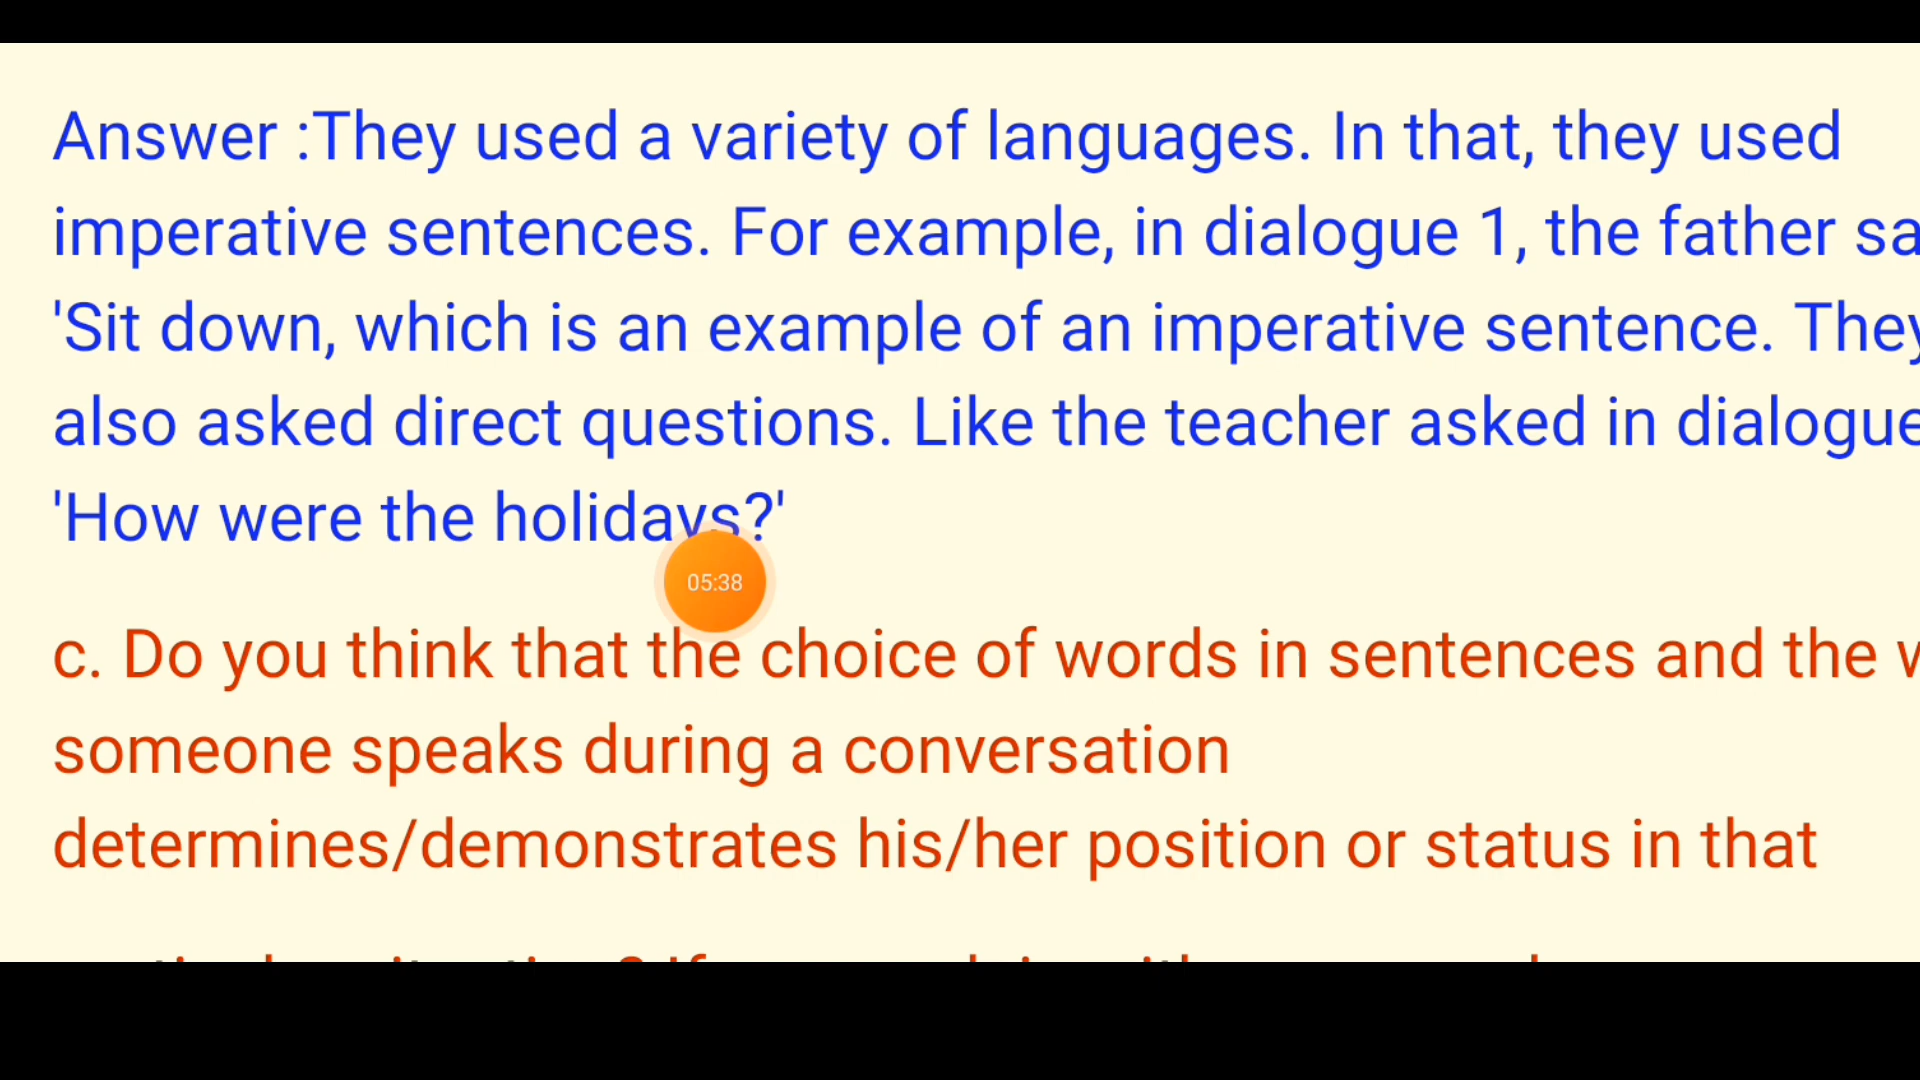 Answer :They used a variety of languages. In that, they used
imperative sentences. For example, in dialogue 1, the father
'Sit down, which is an example of an imperative sentence. They
also asked direct questions. Like the teacher asked in dialogue
'How were the holidays?'
05:38
c. Do you think that the choice of words in sentences and the
someone speaks during a conversation
determines/demonstrates his/her position or status in that